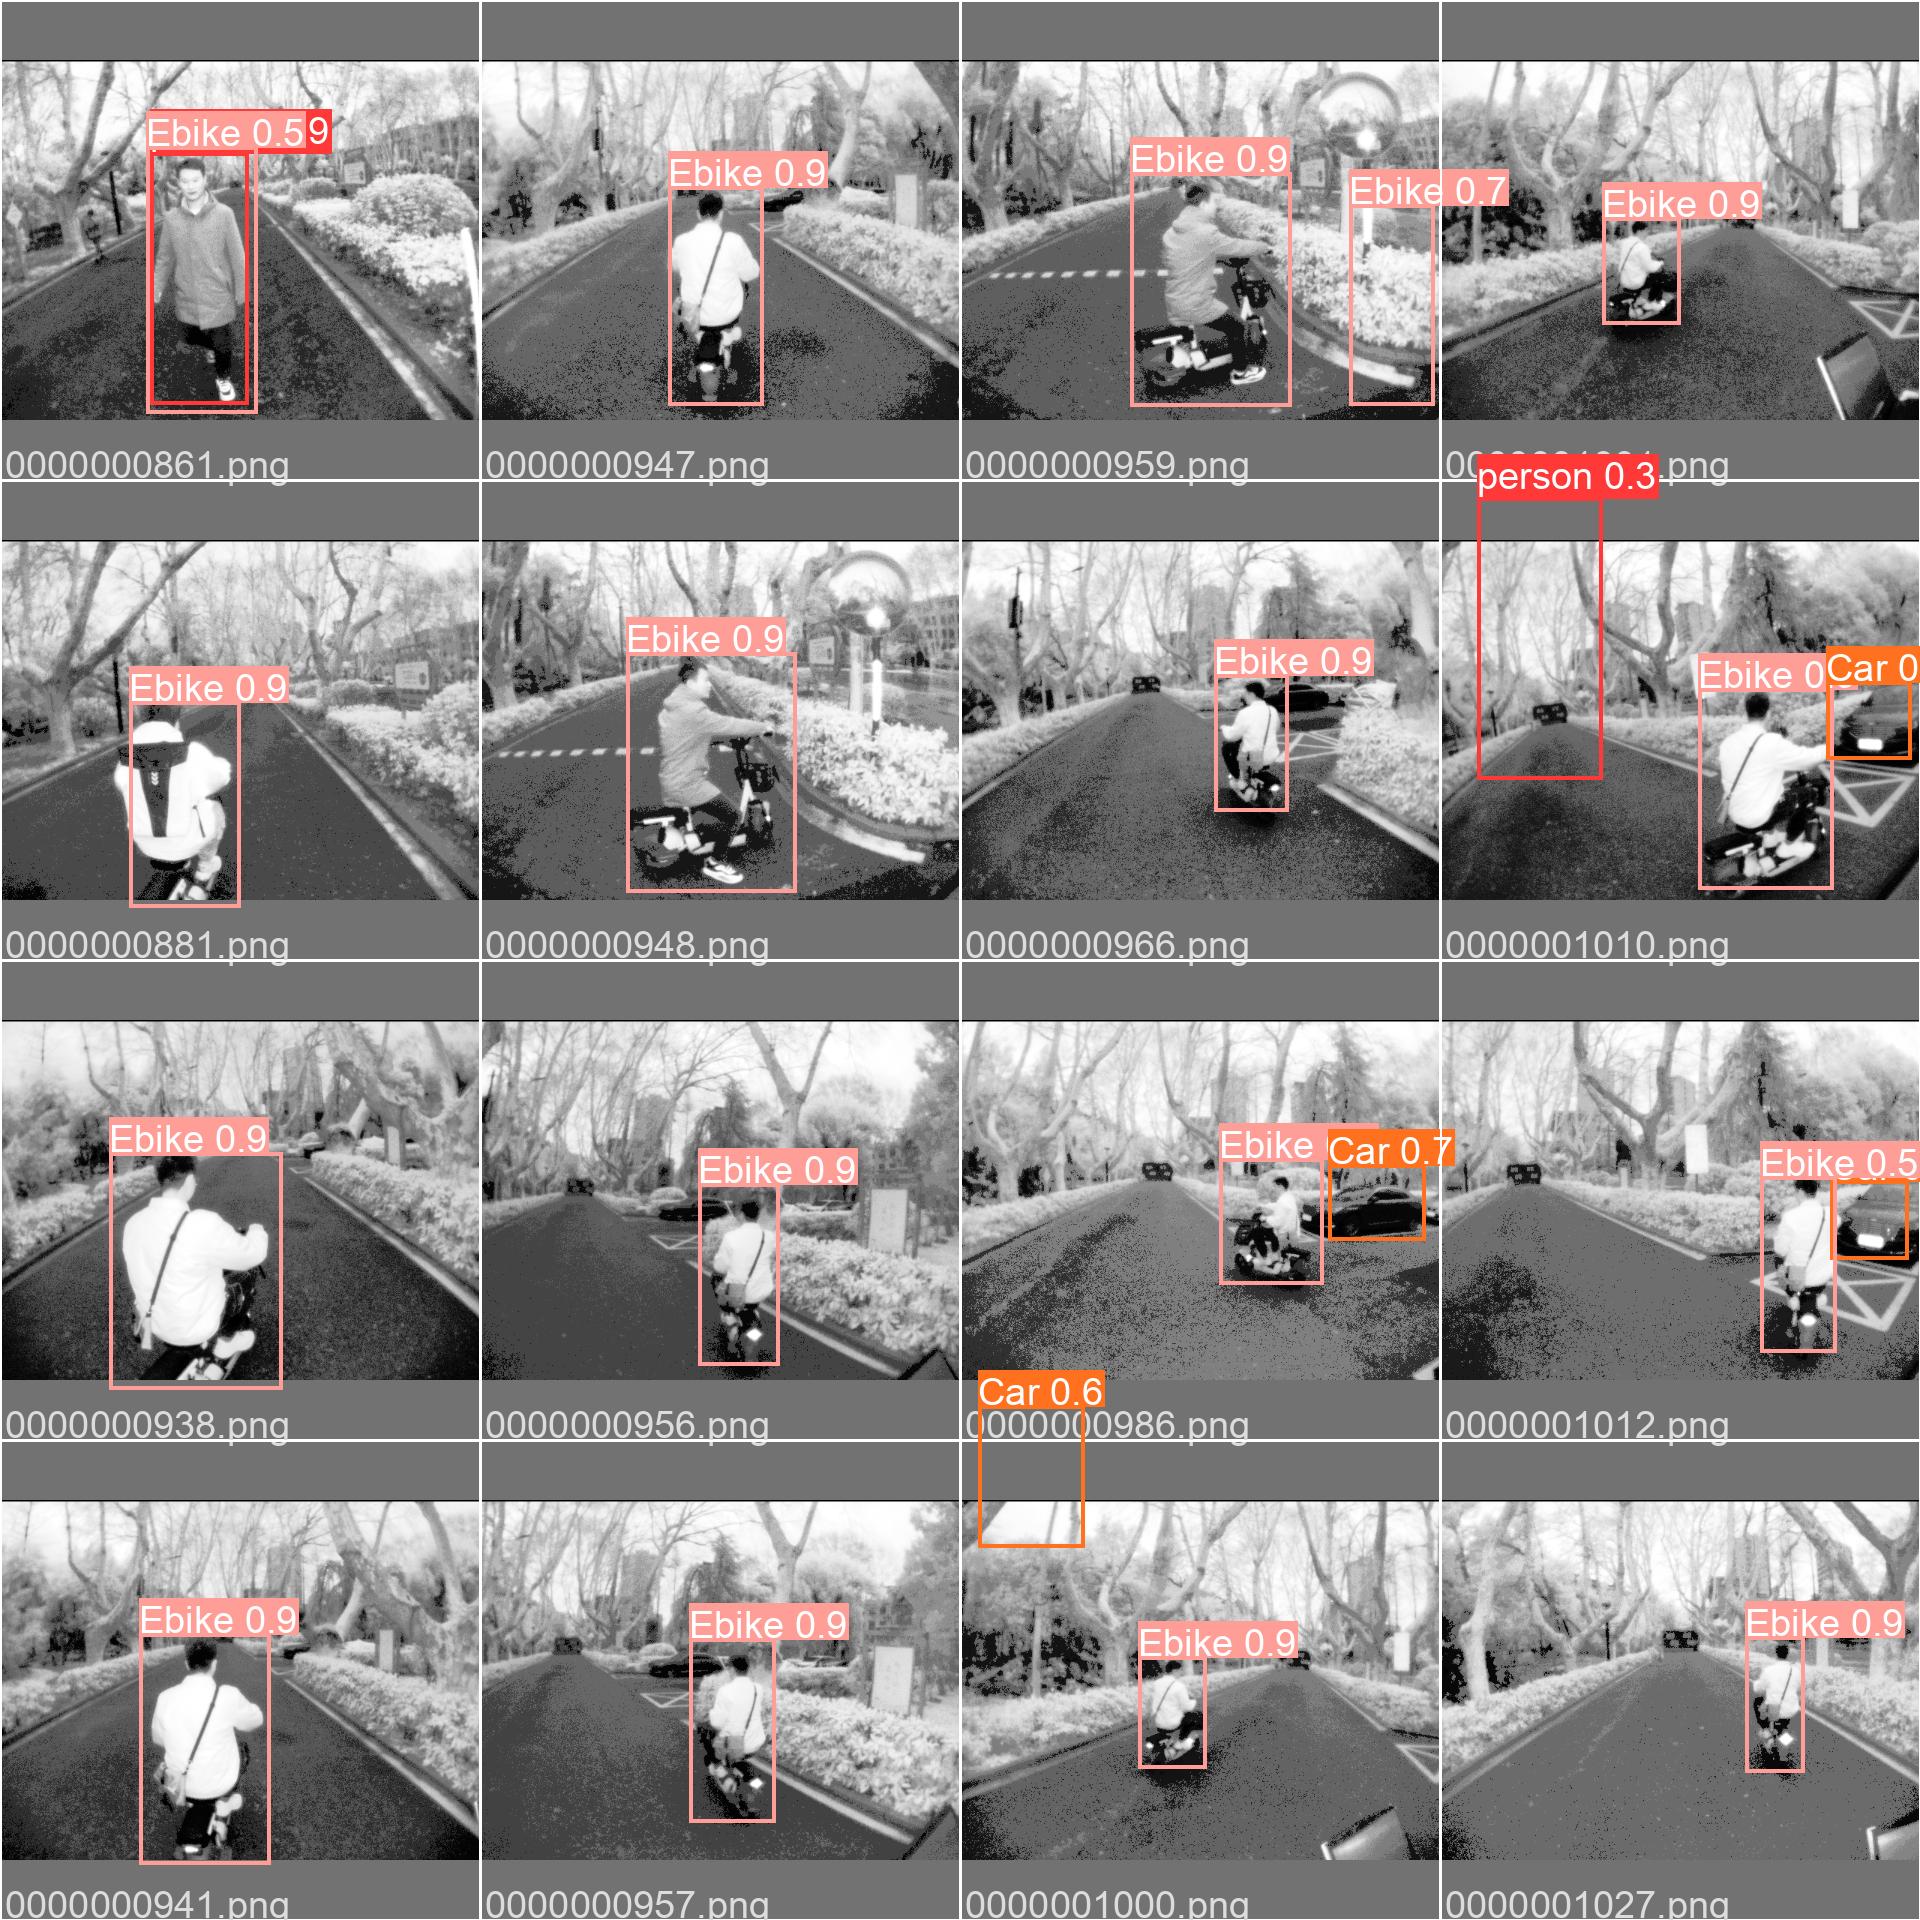 Ebike 0.59
Ebike 0.9
Ebike 0.9
Ebike 0.7
Ebike 0.9
0000000861.png
0000000947.png
0000000959.png
.png
person 0.3
Ebike 0.9
Ebike 0.9
Ebike 0.9
Ebike 0
Car 0
0000000881.png
0000000948.png
0000000966.png
0000001010.png
Ebike 0.9
Ebike 0.9
Ebike
Car 0.7
Ebike 0.5
0000000938.png
0000000956.png
0000000986.png
0000001012.png
Car 0.6
Ebike 0.9
Ebike 0.9
Ebike 0.9
Ebike 0.9
0000000941.png
0000000957.png
0000001000.png
0000001027.png